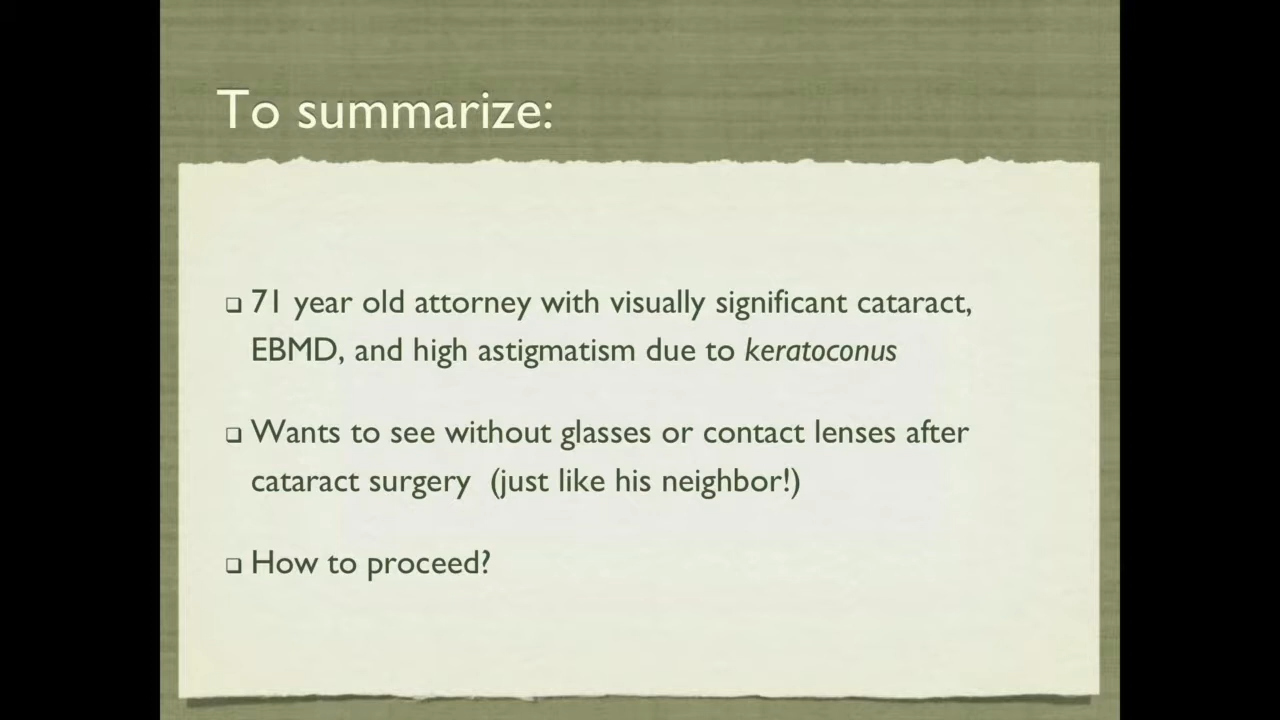 To summarize:
❑ 71 year old attorney with visually significant cataract,
EBMD, and high astigmatism due to keratoconus
❑ Wants to see without glasses or contact lenses after
cataract surgery (just like his neighbor!)
❑ How to proceed?